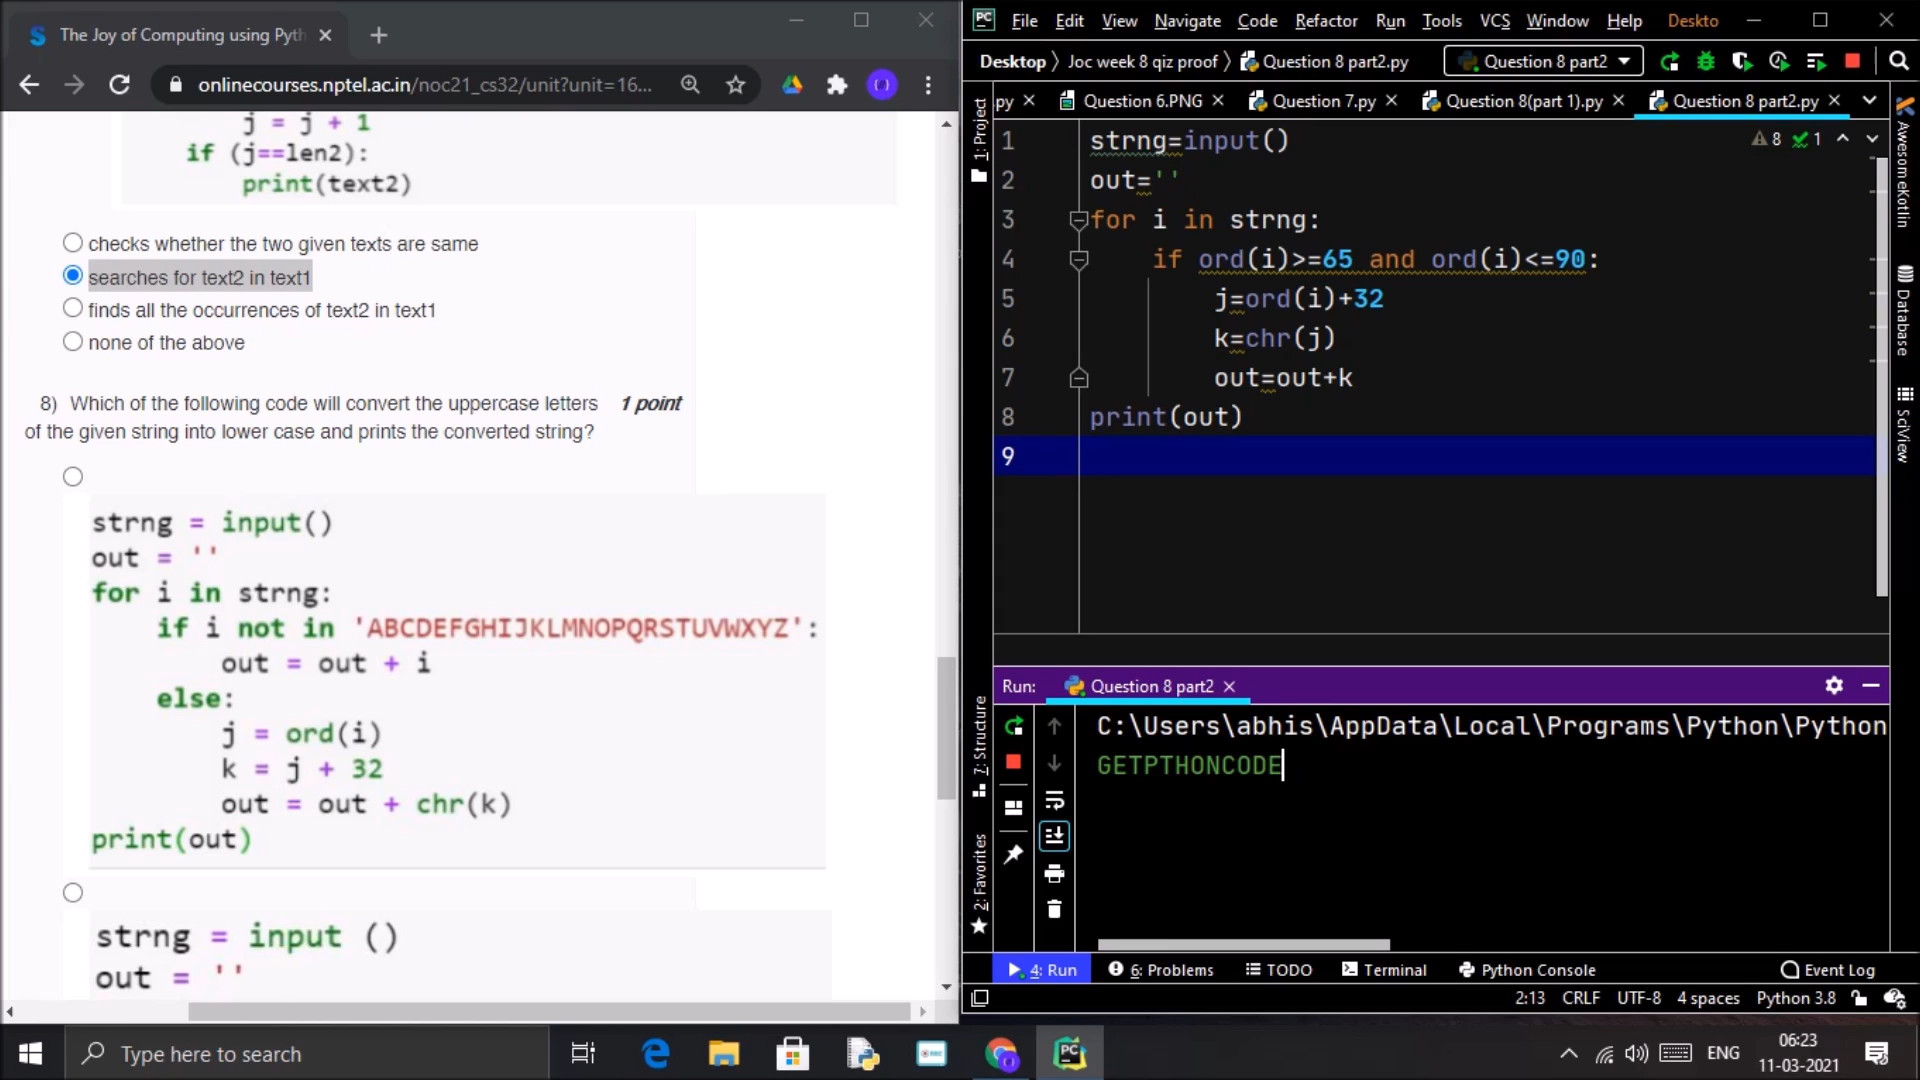 The Joy of Computing using Pyth
onlinecourses.nptel.ac.in/noc21_cs32/unit?unit=16...
j = j + 1
if (j==len2):
print(text2)
checks whether the two given texts are same
searches for text2 in text1
finds all the occurrences of text2 in text1
none of the above
8) Which of the following code will convert the uppercase letters 1 point
of the given string into lower case and prints the converted string?
strng = input()
out = ''
for i in strng:
if i not in 'ABCDEFGHIJKLMNOPQRSTUVWXYZ':
out = out + i
else:
j = ord(i)
k = j + 32
out = out + chr(k)
print(out)
strng = input ()
out = ''
PC File Edit View Navigate Code Refactor Run Tools VCS Window Help Deskto
Desktop Joc week 8 qiz proof Question 8 part2.py Question 8 part2
.py Question 6.PNG Question 7.py Question 8(part 1).py Question 8 part2.py
1: Project
8 1
1 strng=input()
2 out=''
3 for i in strng:
4 if ord(i)>=65 and ord(i)<=90:
5 j=ord(i)+32
6 k=chr(j)
7 out=out+k
8 print(out)
9
AwesomeKotlin
Database
SciView
Run: Question 8 part2
C:\Users\abhis\AppData\Local\Programs\Python\Python
GETPTHONCODE
7: Structure
2: Favorites
4: Run 6: Problems TODO Terminal Python Console Event Log
2:13 CRLF UTF-8 4 spaces Python 3.8
Type here to search
PC
ENG
06:23
11-03-2021